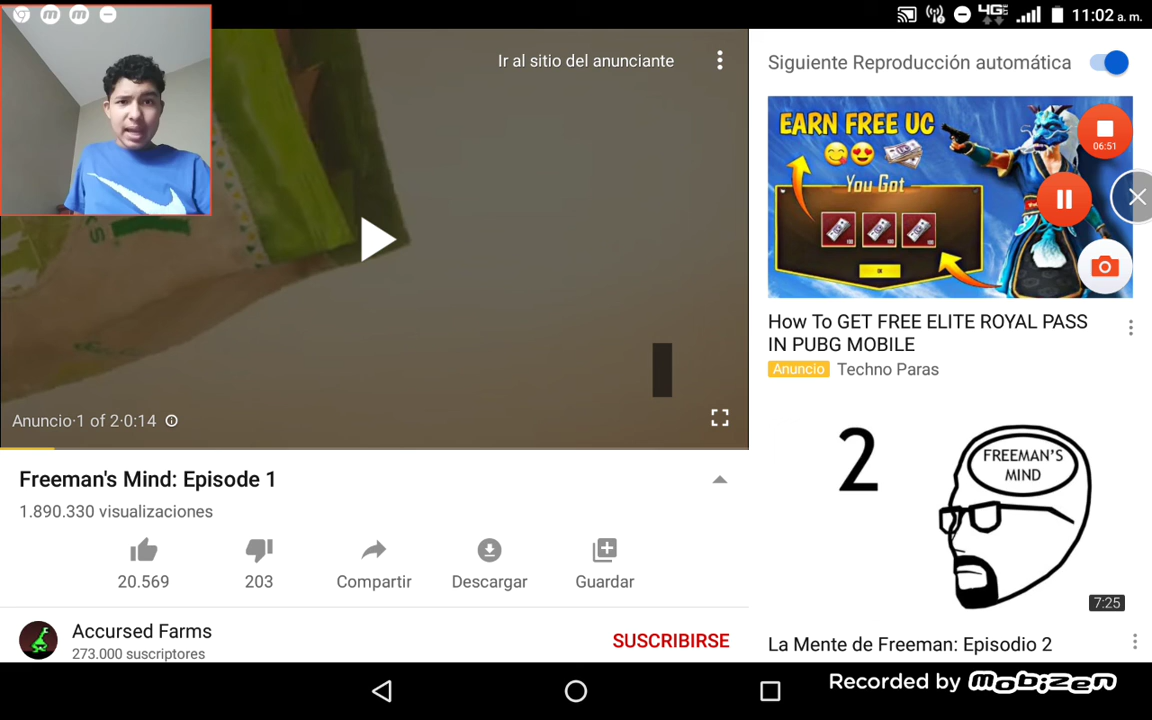 11:02 a. m.
Ir al sitio del anunciante
Siguiente Reproducción automática
EARN FREE UC
You Got
OK
06:51
How To GET FREE ELITE ROYAL PASS
IN PUBG MOBILE
Anuncio Techno Paras
Anuncio·1 of 2·0:14
Freeman's Mind: Episode 1
1.890.330 visualizaciones
20.569
203
Compartir
Descargar
Guardar
Accursed Farms
273.000 suscriptores
SUSCRIBIRSE
2
FREEMAN'S
MIND
7:25
La Mente de Freeman: Episodio 2
Recorded by mobizen